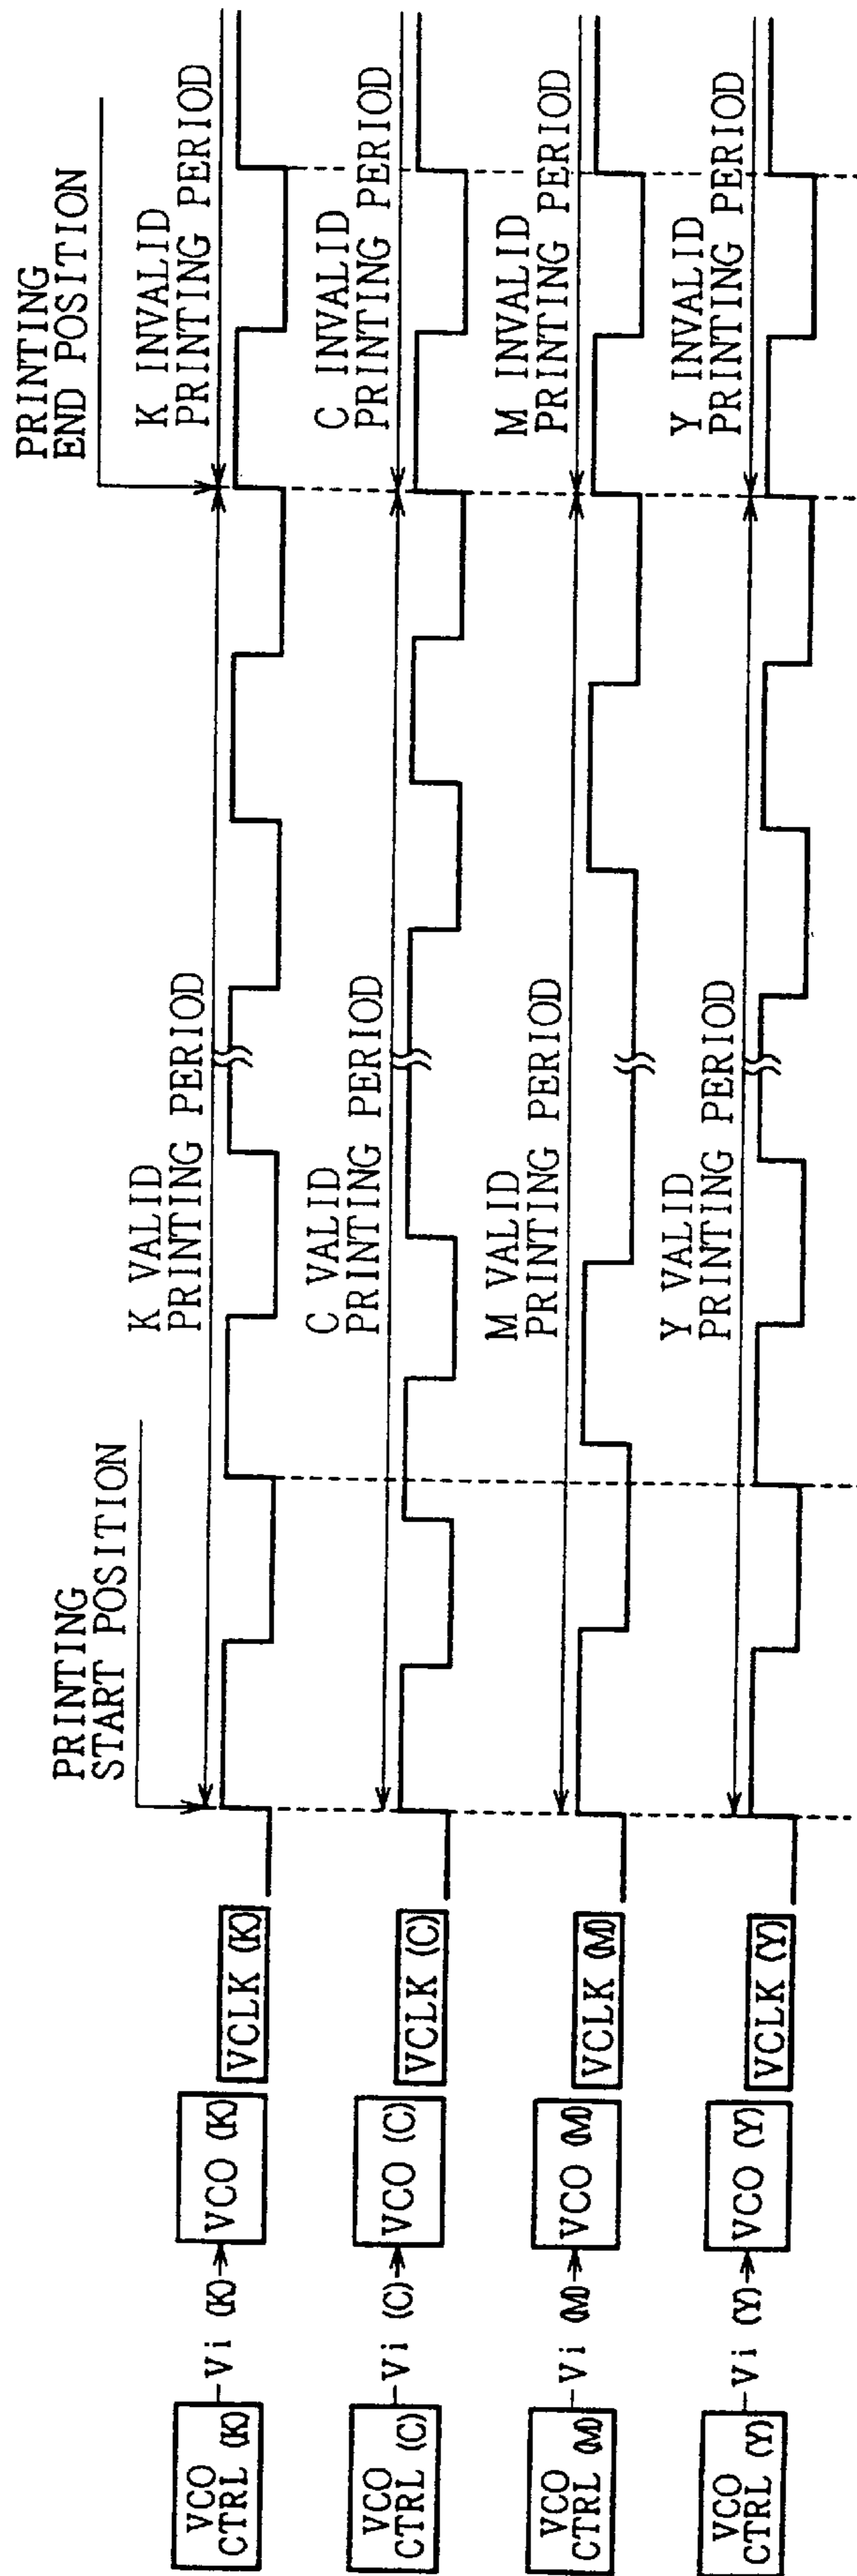 PRINTING
START POSITION
PRINTING
END POSITION
VCO
CTRL (K)
Vi (K)
VCO (K)
VCLK (K)
K VALID
PRINTING PERIOD
K INVALID
PRINTING PERIOD
VCO
CTRL (C)
Vi (C)
VCO (C)
VCLK (C)
C VALID
PRINTING PERIOD
C INVALID
PRINTING PERIOD
VCO
CTRL (M)
Vi (M)
VCO (M)
VCLK (M)
M VALID
PRINTING PERIOD
M INVALID
PRINTING PERIOD
VCO
CTRL (Y)
Vi (Y)
VCO (Y)
VCLK (Y)
Y VALID
PRINTING PERIOD
Y INVALID
PRINTING PERIOD